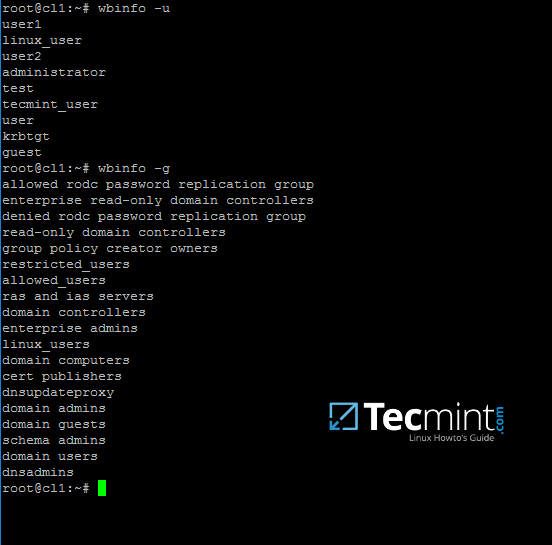 root@cl1:~# wbinfo -u
user1
linux_user
user2
administrator
test
tecmint_user
user
krbtgt
guest
root@cl1:~# wbinfo -g
allowed rodc password replication group
enterprise read-only domain controllers
denied rodc password replication group
read-only domain controllers
group policy creator owners
restricted_users
allowed_users
ras and ias servers
domain controllers
enterprise admins
linux_users
domain computers
cert publishers
dnsupdateproxy
domain admins
domain guests
schema admins
domain users
dnsadmins
root@cl1:~#
Tecmint.com
Linux Howto's Guide